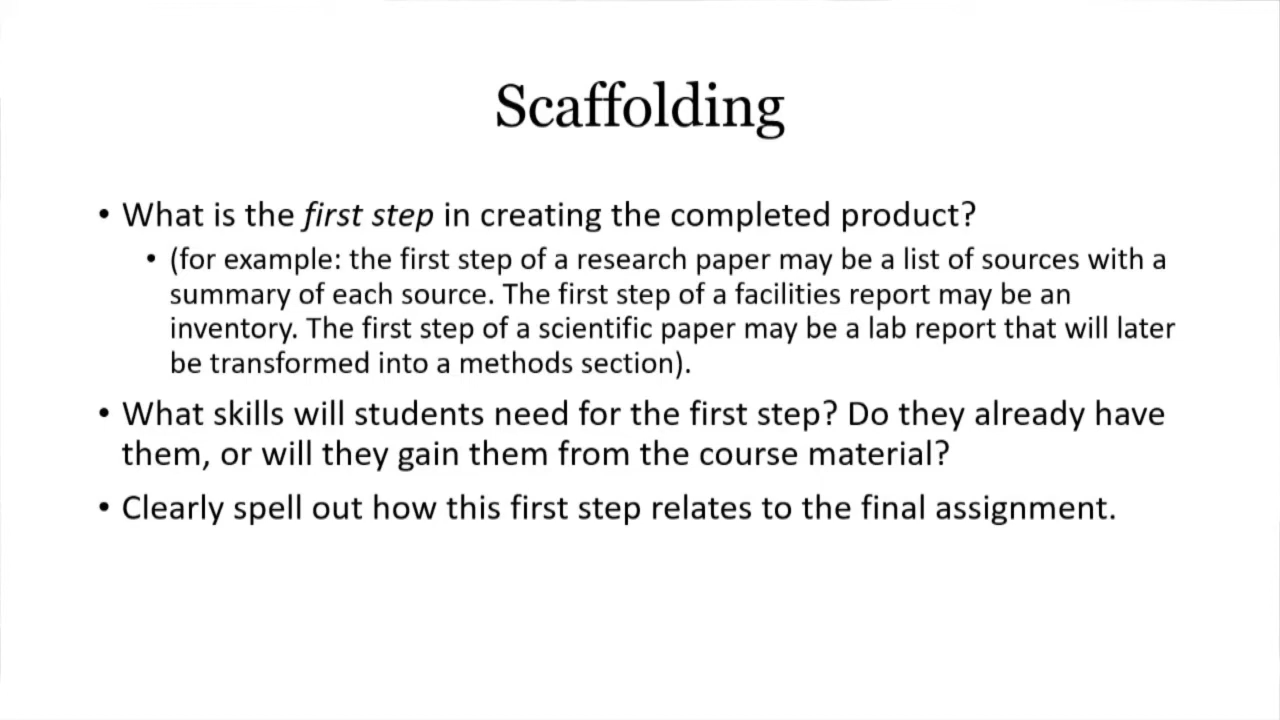 Scaffolding
• What is the first step in creating the completed product?
• (for example: the first step of a research paper may be a list of sources with a
summary of each source. The first step of a facilities report may be an
inventory. The first step of a scientific paper may be a lab report that will later
be transformed into a methods section).
• What skills will students need for the first step? Do they already have
them, or will they gain them from the course material?
• Clearly spell out how this first step relates to the final assignment.